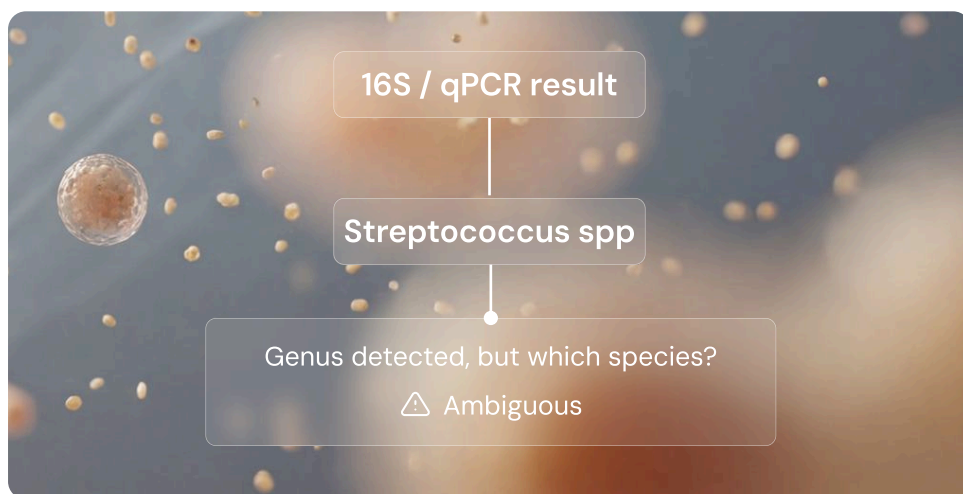 16S / qPCR result
Streptococcus spp
Genus detected, but which species?
Ambiguous